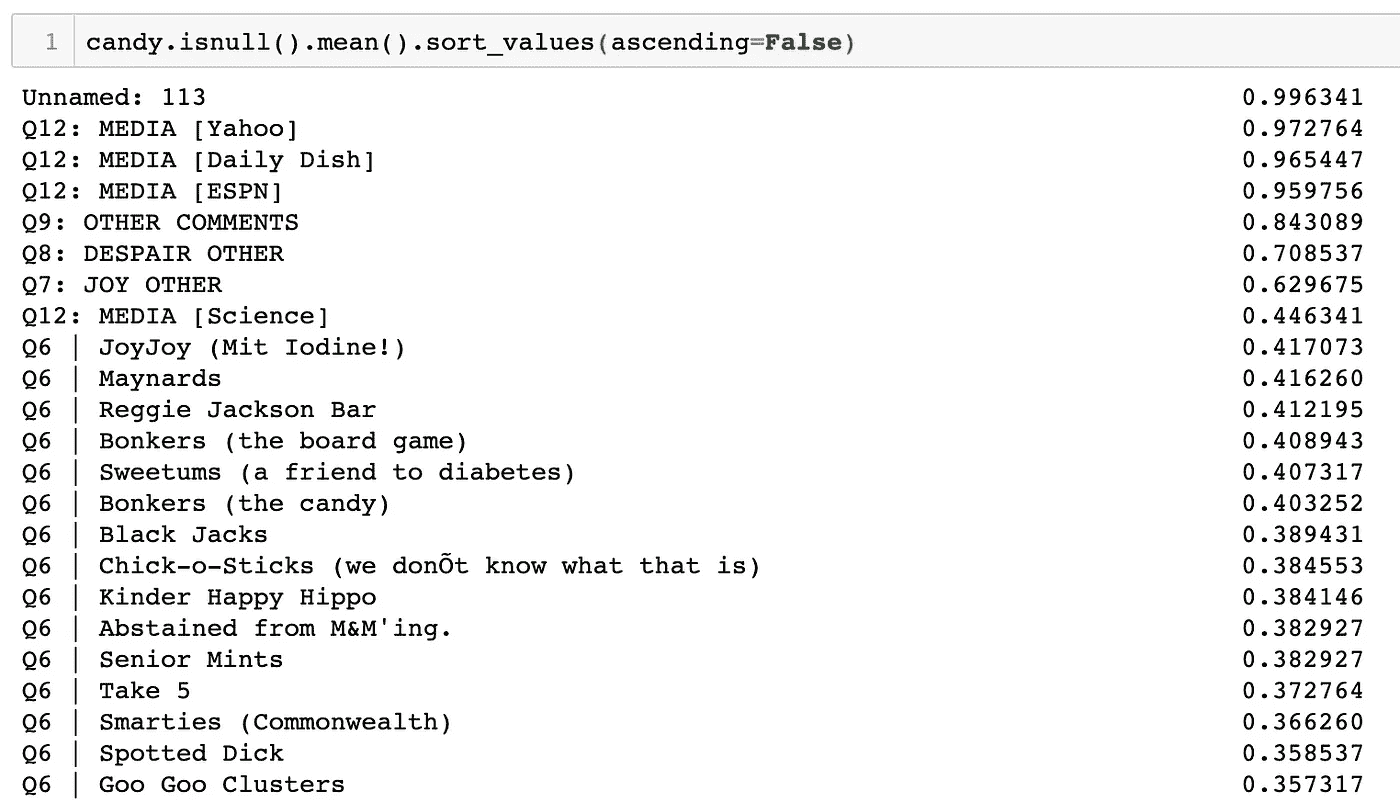 1 candy.isnull().mean().sort_values(ascending=False)
Unnamed: 113 0.996341
Q12: MEDIA [Yahoo] 0.972764
Q12: MEDIA [Daily Dish] 0.965447
Q12: MEDIA [ESPN] 0.959756
Q9: OTHER COMMENTS 0.843089
Q8: DESPAIR OTHER 0.708537
Q7: JOY OTHER 0.629675
Q12: MEDIA [Science] 0.446341
Q6 | JoyJoy (Mit Iodine!) 0.417073
Q6 | Maynards 0.416260
Q6 | Reggie Jackson Bar 0.412195
Q6 | Bonkers (the board game) 0.408943
Q6 | Sweetums (a friend to diabetes) 0.407317
Q6 | Bonkers (the candy) 0.403252
Q6 | Black Jacks 0.389431
Q6 | Chick-o-Sticks (we donÕt know what that is) 0.384553
Q6 | Kinder Happy Hippo 0.384146
Q6 | Abstained from M&M'ing. 0.382927
Q6 | Senior Mints 0.382927
Q6 | Take 5 0.372764
Q6 | Smarties (Commonwealth) 0.366260
Q6 | Spotted Dick 0.358537
Q6 | Goo Goo Clusters 0.357317